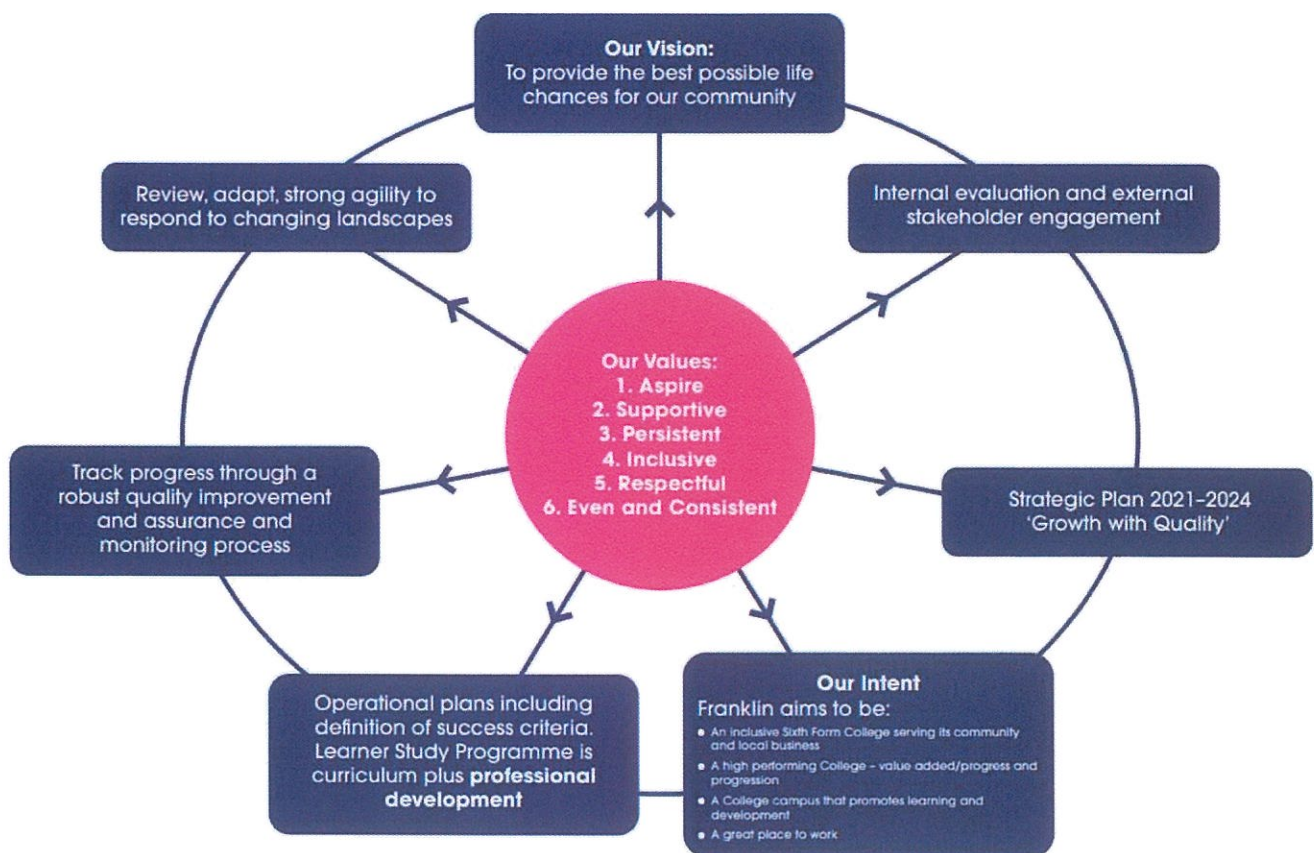 Our Vision:
To provide the best possible life
chances for our community
Internal evaluation and external
stakeholder engagement
Strategic Plan 2021–2024
‘Growth with Quality’
Our Intent
Franklin aims to be:
● An inclusive Sixth Form College serving its community
and local business
● A high performing College – value added/progress and
progression
● A College campus that promotes learning and
development
● A great place to work
Operational plans including
definition of success criteria.
Learner Study Programme is
curriculum plus professional
development
Track progress through a
robust quality improvement
and assurance and
monitoring process
Review, adapt, strong agility to
respond to changing landscapes
Our Values:
1. Aspire
2. Supportive
3. Persistent
4. Inclusive
5. Respectful
6. Even and Consistent